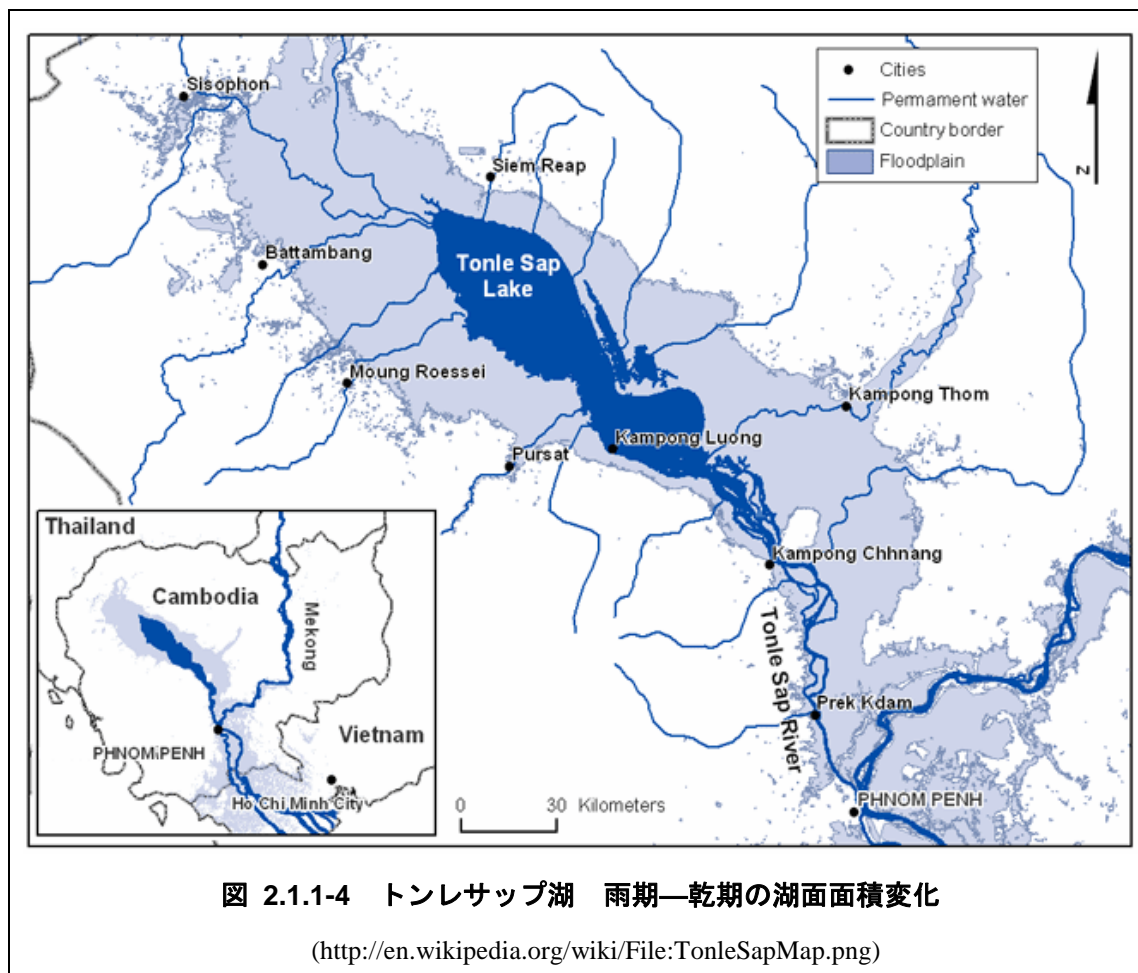 Cities
Permament water
Country border
Floodplain
N
Sisophon
Siem Reap
Battambang
Tonle Sap
Lake
Moung Roessei
Kampong Thom
Kampong Luong
Pursat
Kampong Chhnang
Tonle Sap River
Prek Kdam
PHNOM PENH
0 30 Kilometers
Thailand
Cambodia
Mekong
Vietnam
PHNOM PENH
Ho Chi Minh City
図 2.1.1-4 トンレサップ湖 雨期―乾期の湖面面積変化
(http://en.wikipedia.org/wiki/File:TonleSapMap.png)